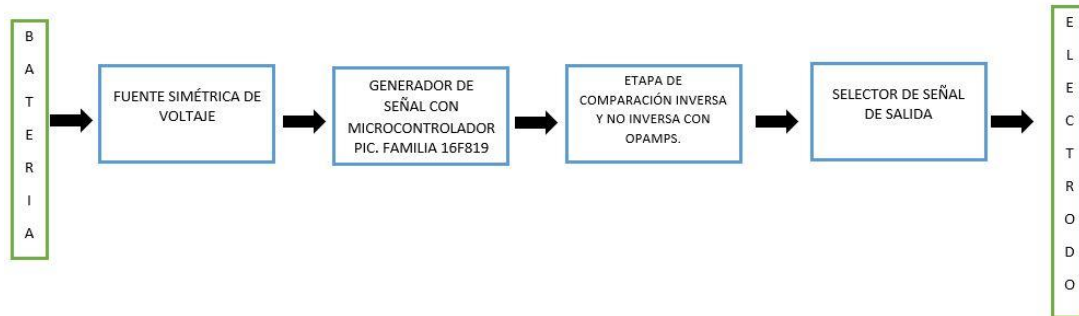 B
A
T
E
R
I
A
FUENTE SIMÉTRICA DE
VOLTAJE
GENERADOR DE
SEÑAL CON
MICROCONTROLADOR
PIC. FAMILIA 16F819
ETAPA DE
COMPARACIÓN INVERSA
Y NO INVERSA CON
OPAMPS.
SELECTOR DE SEÑAL
DE SALIDA
E
L
E
C
T
R
O
D
O